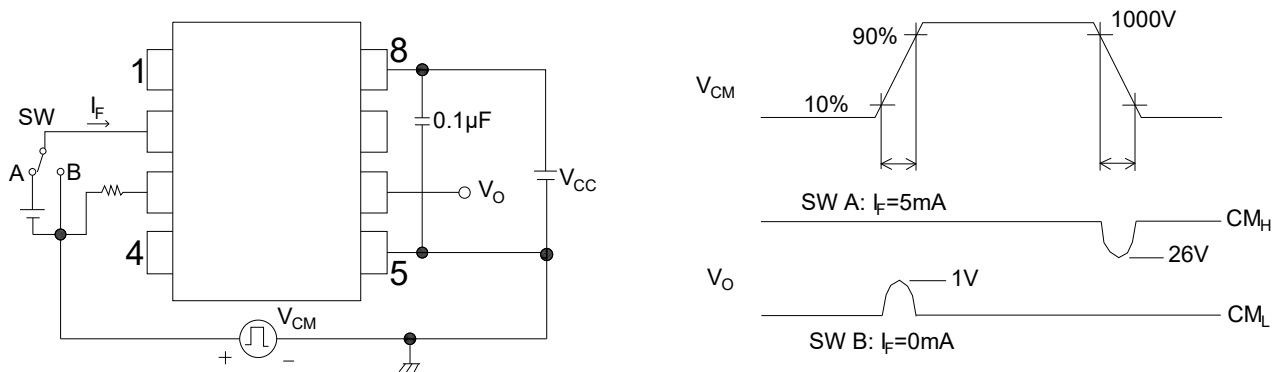 1
8
SW
I_F
0.1µF
A
B
V_O
V_CC
4
5
V_CM
+
–
90%
1000V
V_CM
10%
SW A: I_F=5mA
CM_H
26V
V_O
1V
CM_L
SW B: I_F=0mA